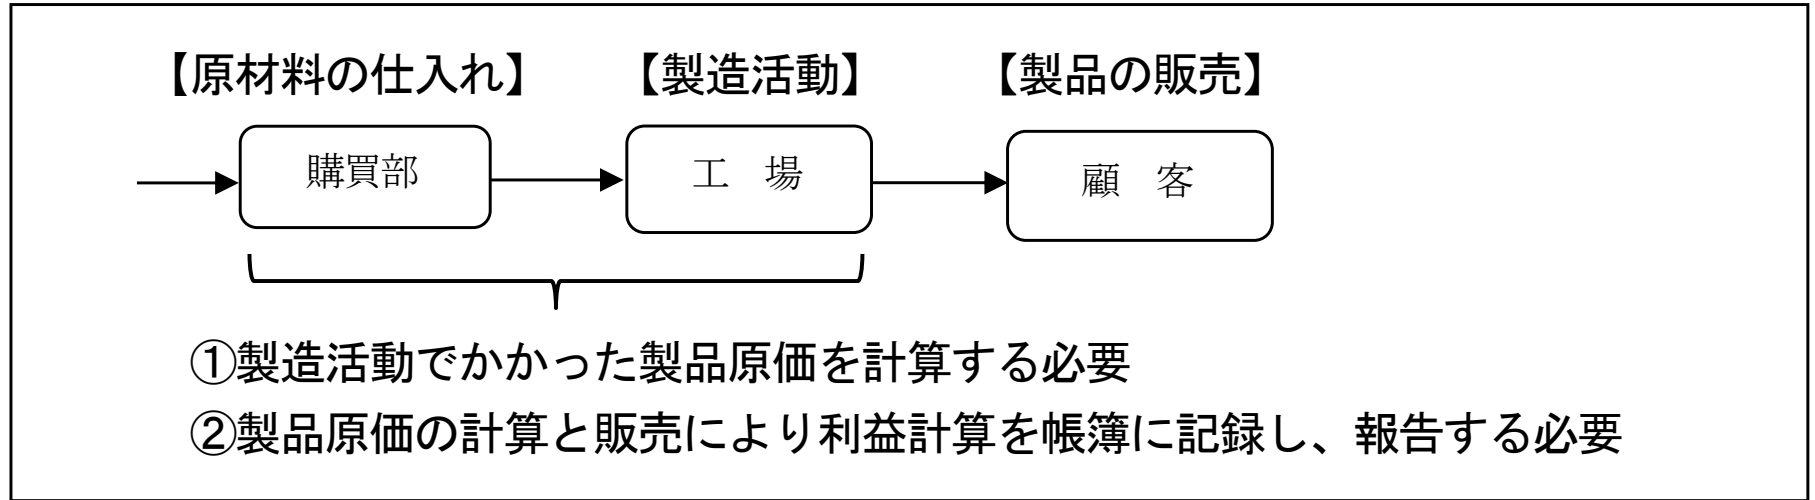 【原材料の仕入れ】 【製造活動】 【製品の販売】
購買部 工 場 顧 客
①製造活動でかかった製品原価を計算する必要
②製品原価の計算と販売により利益計算を帳簿に記録し、報告する必要